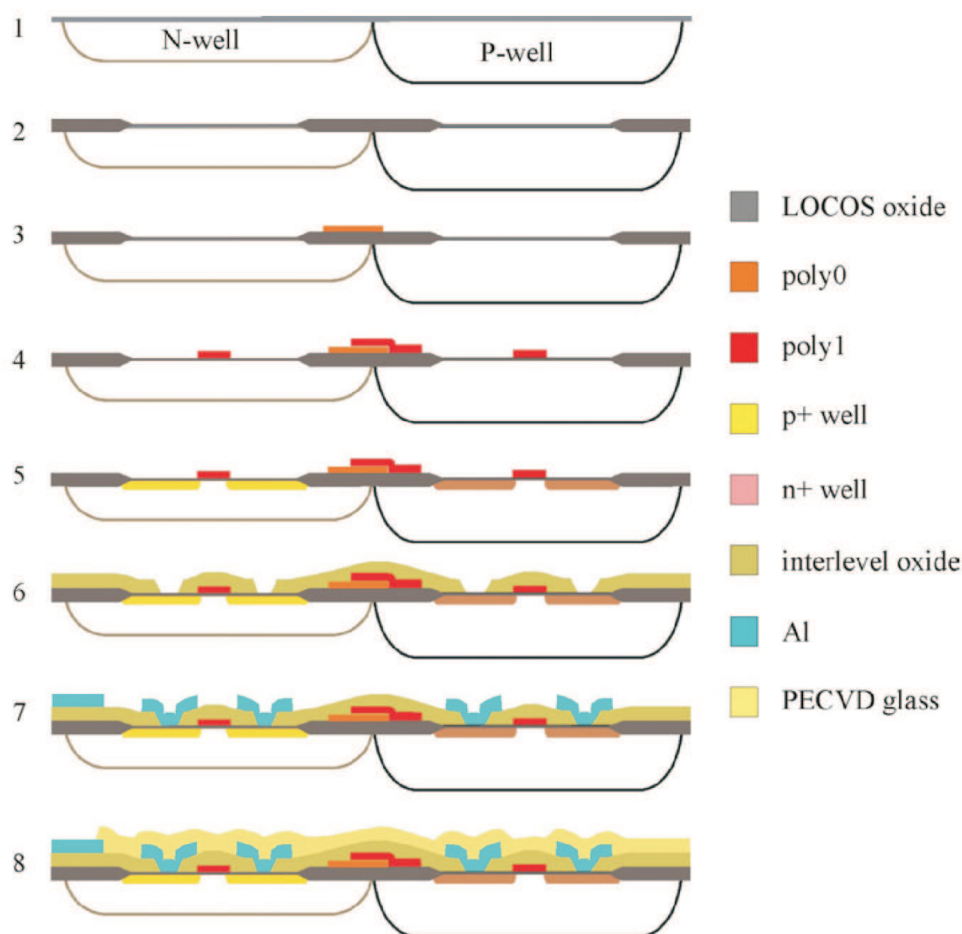 1
N-well
P-well
2
3
4
5
6
7
8
LOCOS oxide
poly0
poly1
p+ well
n+ well
interlevel oxide
Al
PECVD glass